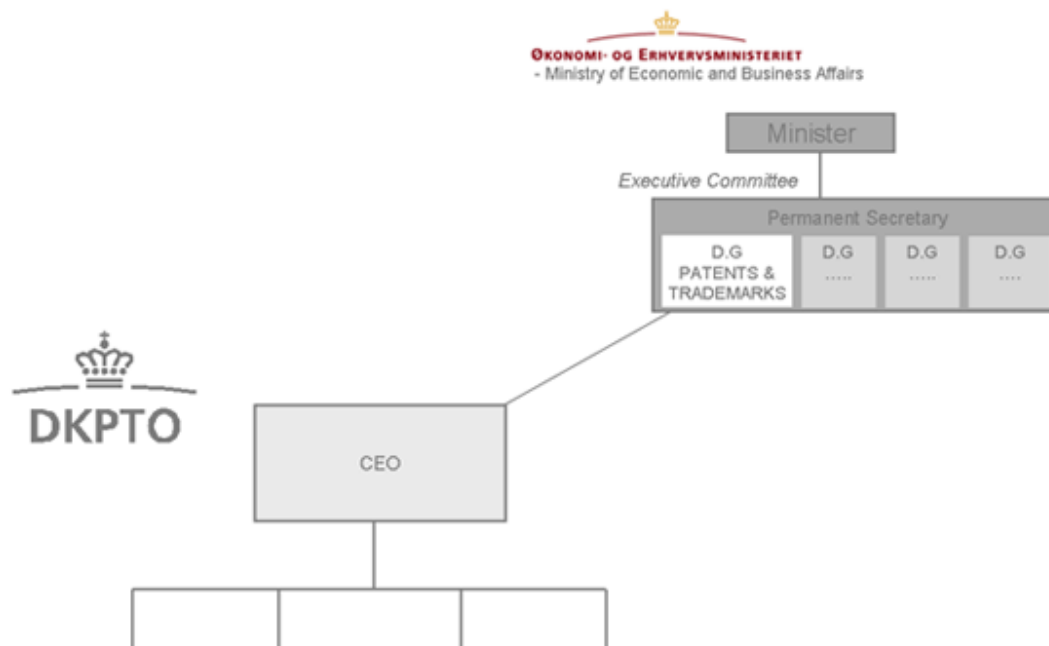 ØKONOMI- OG ERHVERVSMINISTERIET
- Ministry of Economic and Business Affairs
Minister
Executive Committee
Permanent Secretary
D.G
PATENTS &
TRADEMARKS
D.G
.....
D.G
.....
D.G
....
DKPTO
CEO